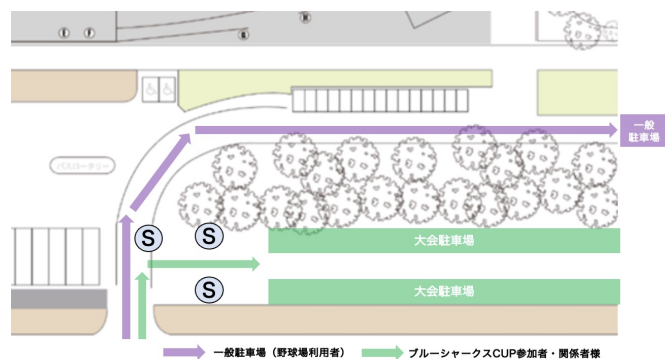 一般
駐車場
バスロータリー
S
S
大会駐車場
S
大会駐車場
一般駐車場（野球場利用者）
ブルーシャークスCUP参加者・関係者様